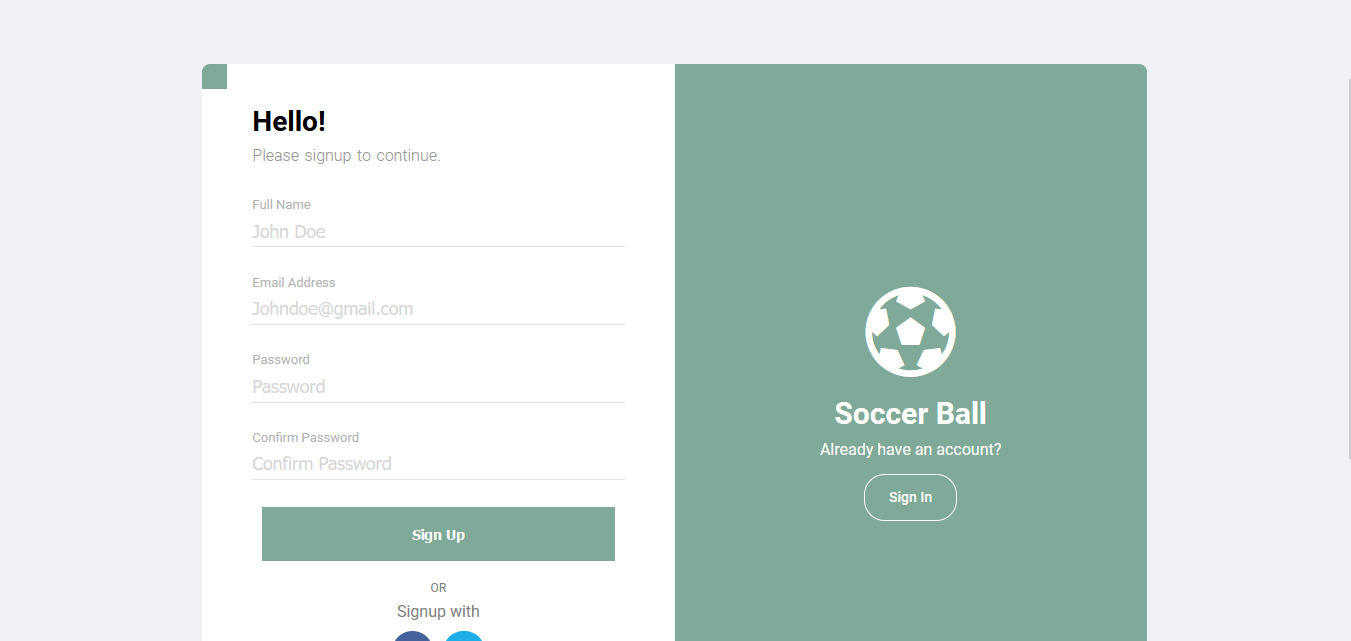 Hello!
Please signup to continue.
Full Name
John Doe
Email Address
Johndoe@gmail.com
Password
Password
Confirm Password
Confirm Password
Sign Up
OR
Signup with
Soccer Ball
Already have an account?
Sign In